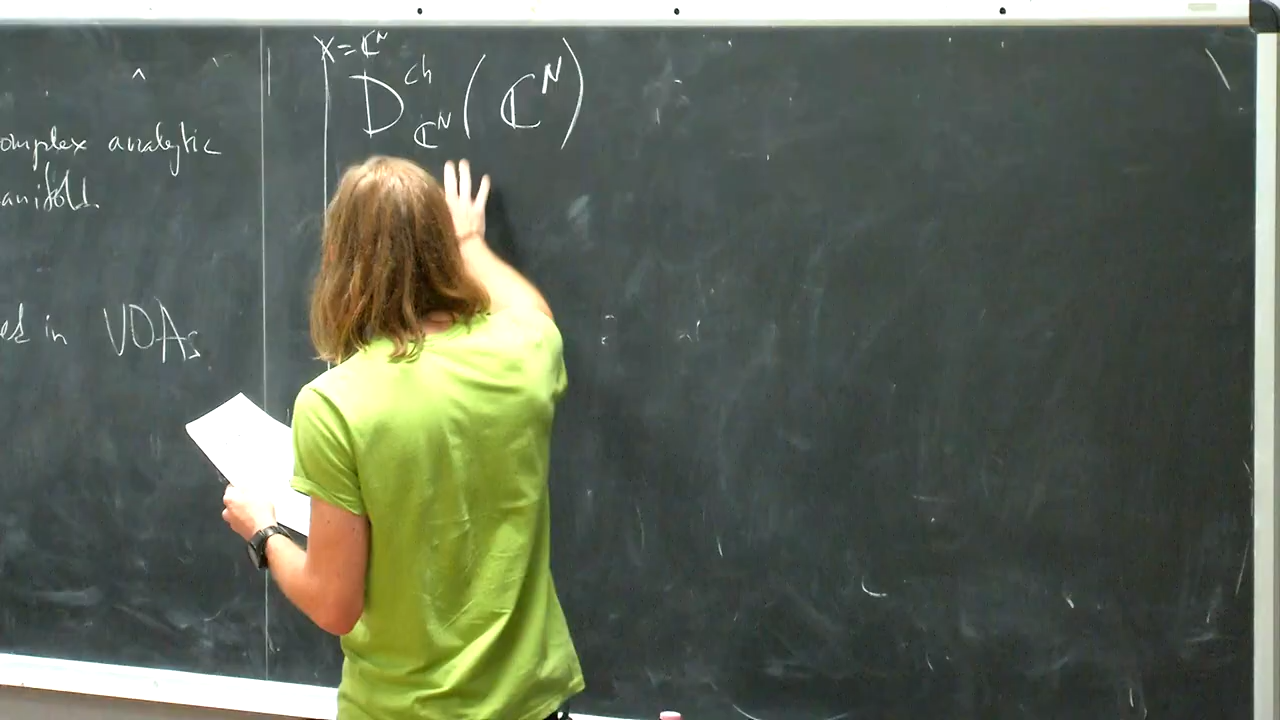 omplex analytic
anifold.
ed in VOAs
X = ℂᴺ
D^ch_ℂᴺ (ℂᴺ)